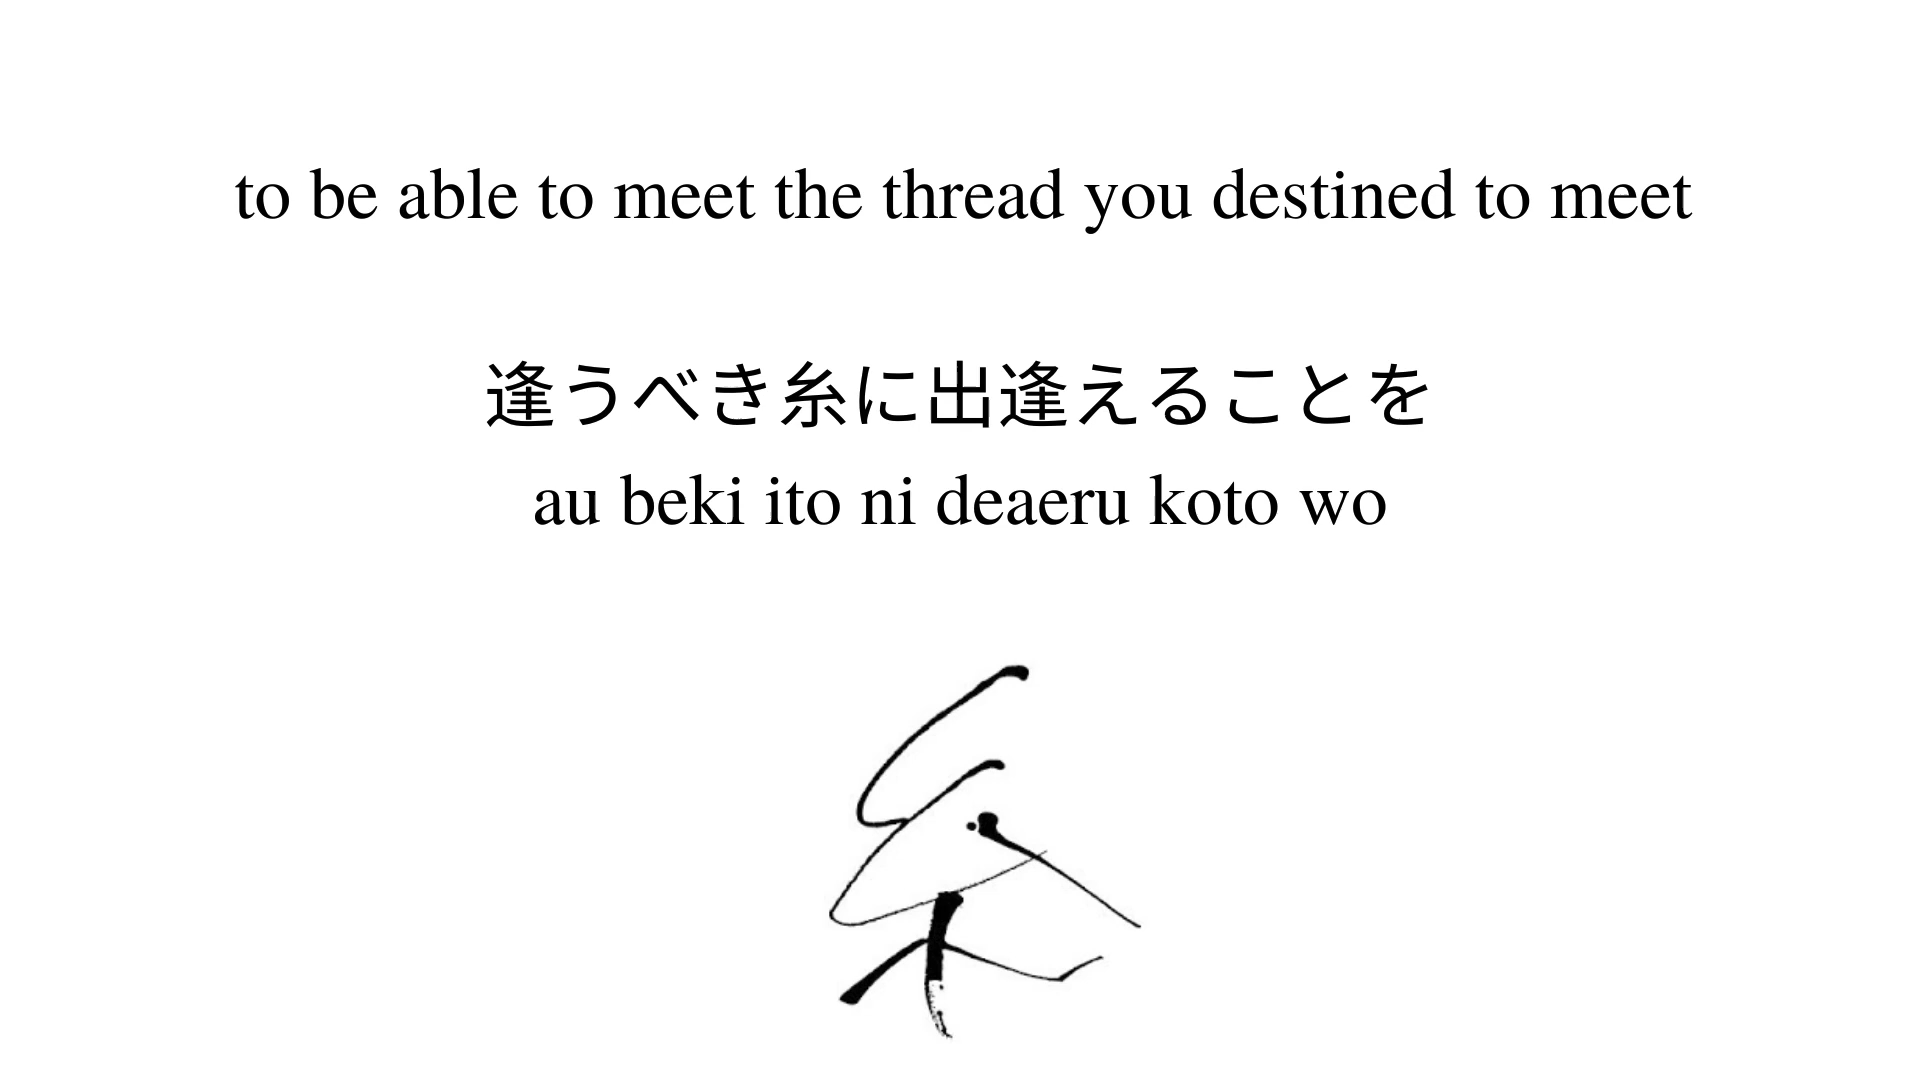 to be able to meet the thread you destined to meet
逢うべき糸に出逢えることを
au beki ito ni deaeru koto wo
糸